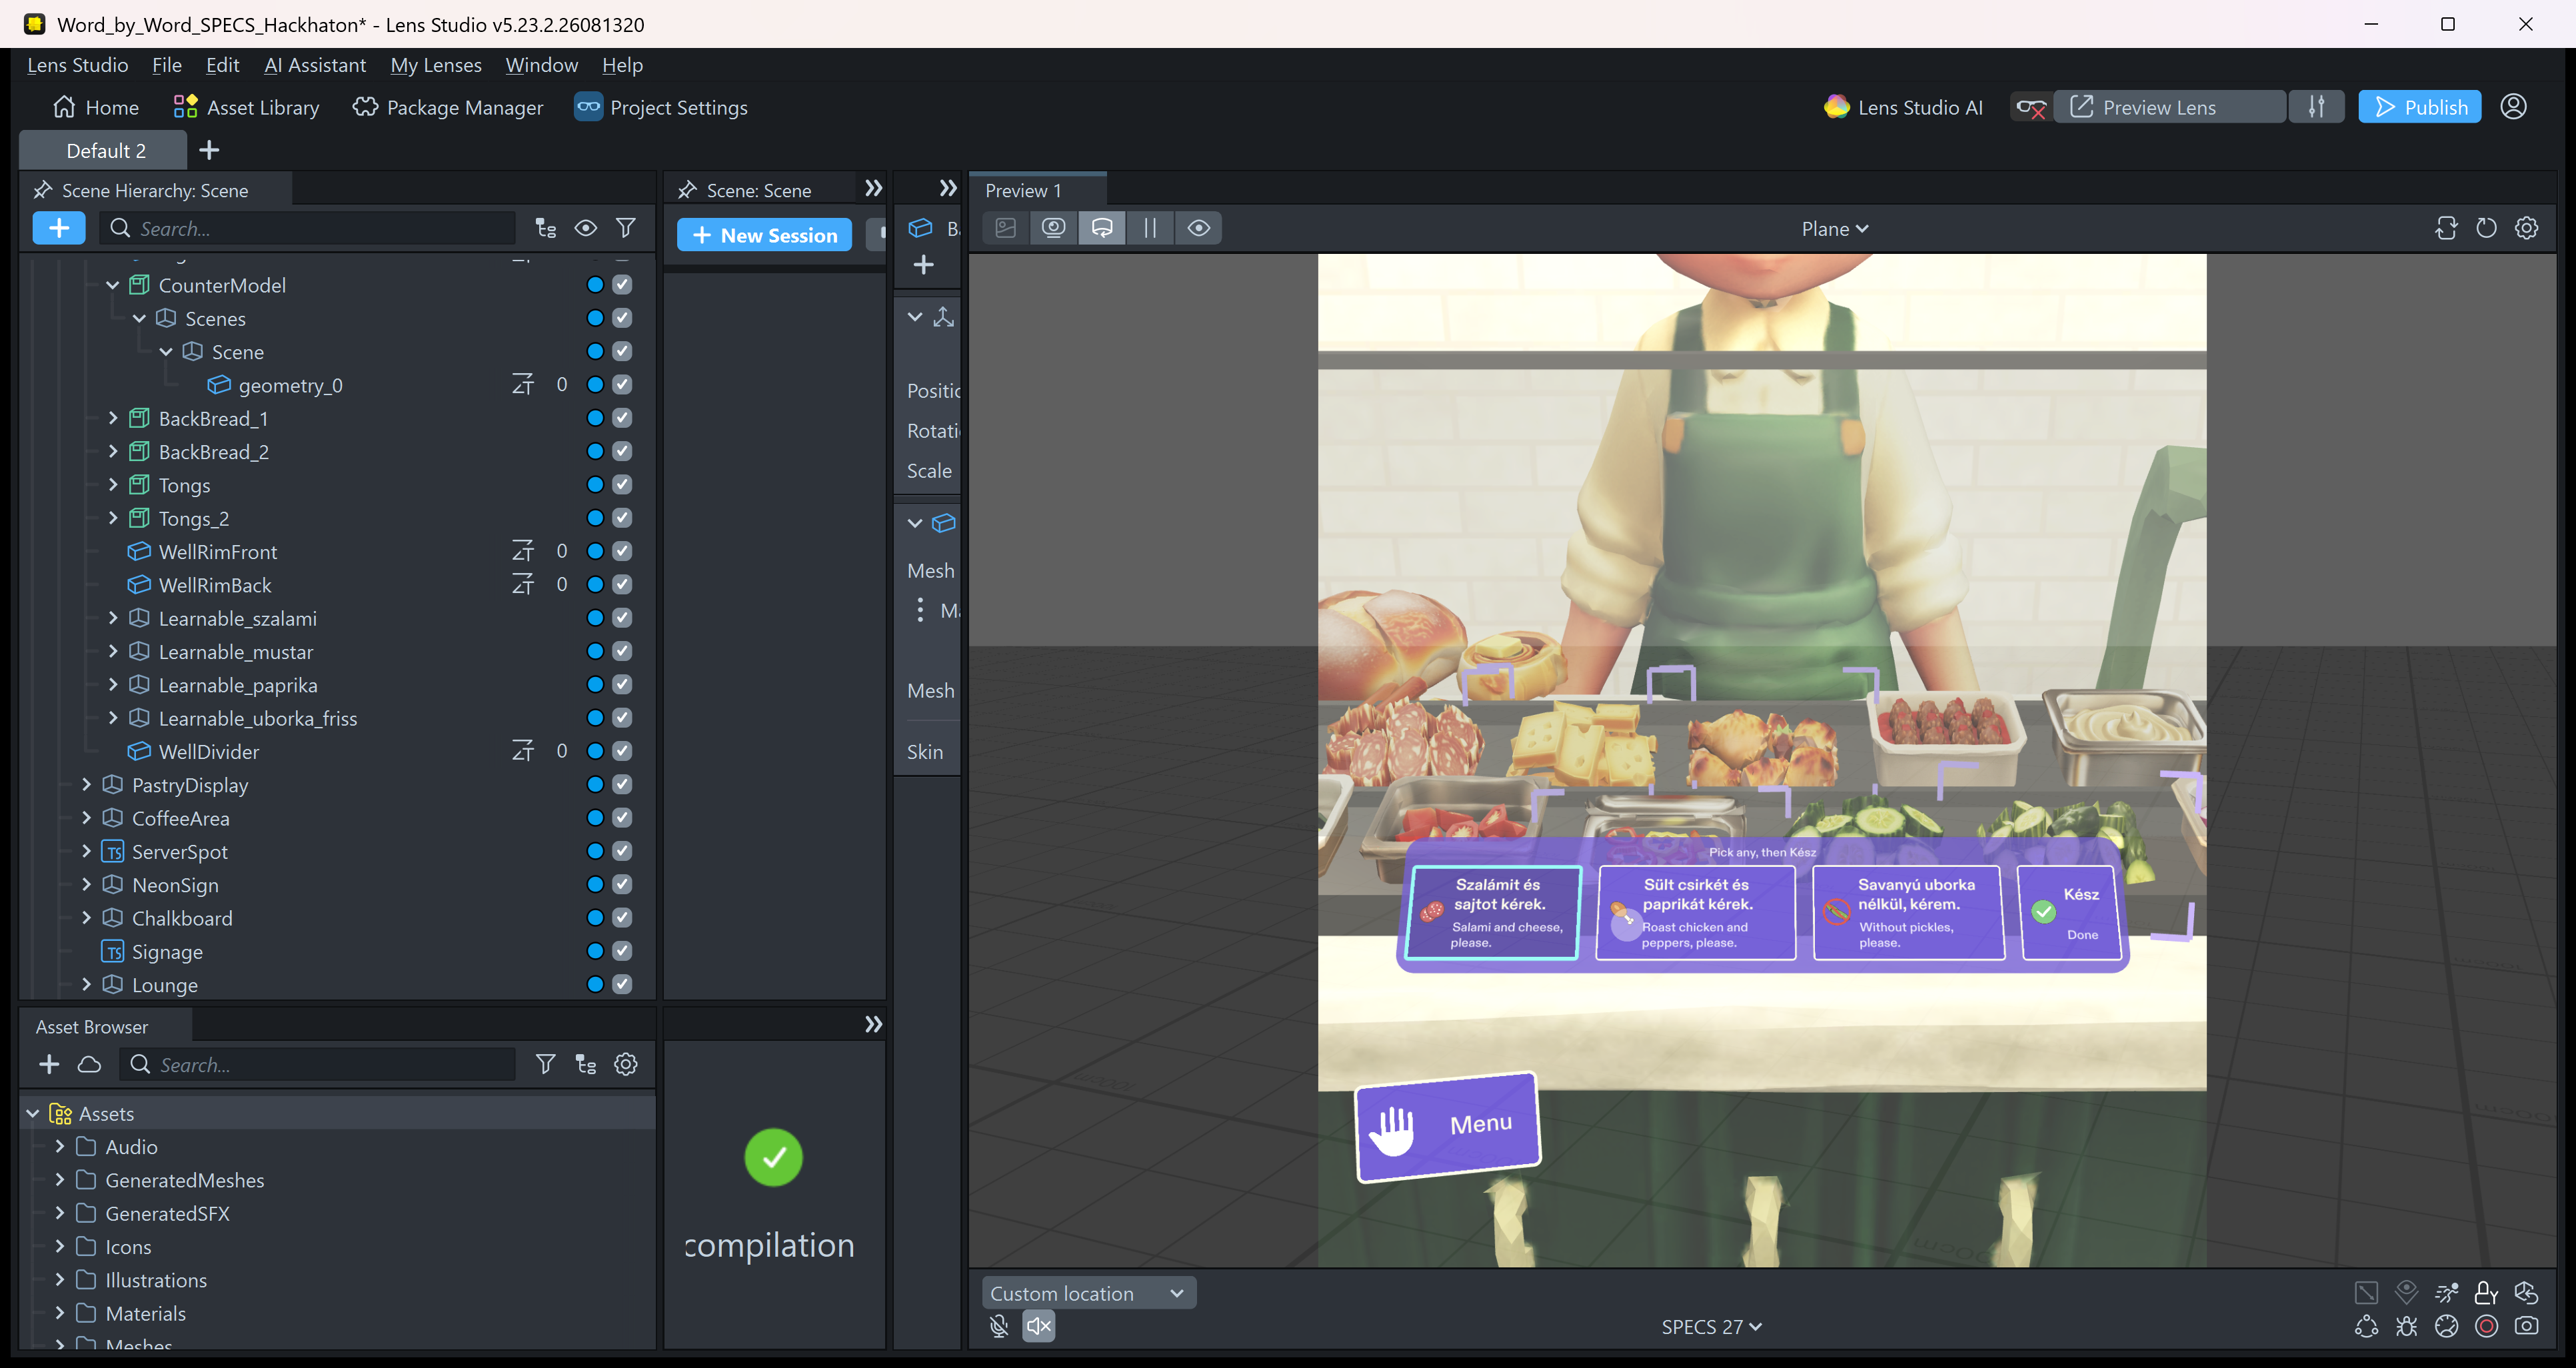 Word_by_Word_SPECS_Hackhaton* - Lens Studio v5.23.2.26081320
Lens Studio File Edit AI Assistant My Lenses Window Help
Home Asset Library Package Manager Project Settings
Lens Studio AI Preview Lens Publish
Default 2
Scene Hierarchy: Scene
Search...
CounterModel
Scenes
Scene
geometry_0 0
BackBread_1
BackBread_2
Tongs
Tongs_2
WellRimFront 0
WellRimBack 0
Learnable_szalami
Learnable_mustar
Learnable_paprika
Learnable_uborka_friss
WellDivider 0
PastryDisplay
CoffeeArea
TS ServerSpot
NeonSign
Chalkboard
TS Signage
Lounge
Asset Browser
Search...
Assets
Audio
GeneratedMeshes
GeneratedSFX
Icons
Illustrations
Materials
Meshes
Scene: Scene
New Session
compilation
Scale
Mesh
Mesh
Skin
Preview 1
Plane
Pick any, then Kész
Szalámit és
sajtot kérek.
Salami and cheese,
please.
Sült csirkét és
paprikát kérek.
Roast chicken and
peppers, please.
Savanyú uborka
nélkül, kérem.
Without pickles,
please.
Kész
Done
Menu
Custom location
SPECS 27